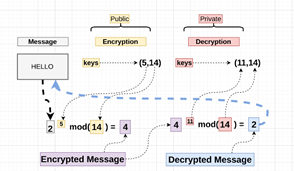 Public
Private
Message
Encryption
Decryption
HELLO
keys
(5,14)
keys
(11,14)
2
5
mod(14) = 4
4
11
mod(14) = 2
Encrypted Message
Decrypted Message